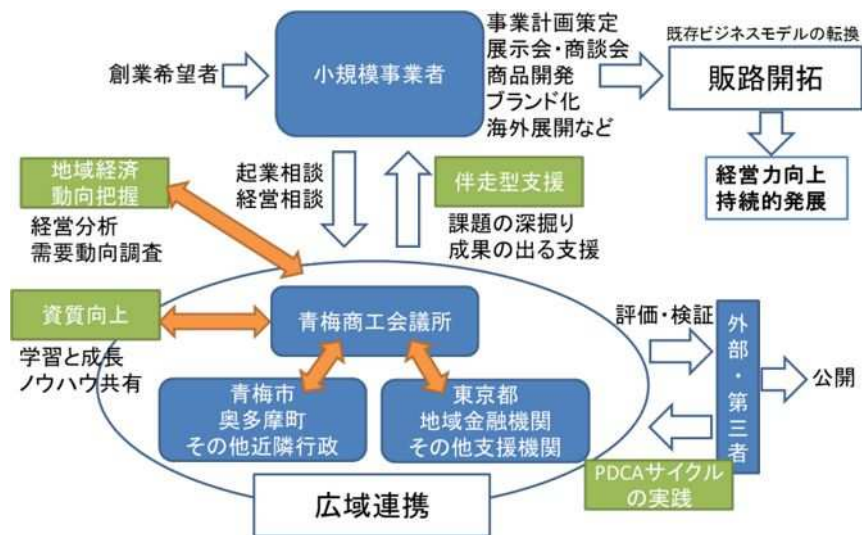 創業希望者
小規模事業者
事業計画策定
展示会・商談会
商品開発
ブランド化
海外展開など
既存ビジネスモデルの転換
販路開拓
経営力向上
持続的発展
地域経済
動向把握
経営分析
需要動向調査
起業相談
経営相談
伴走型支援
課題の深掘り
成果の出る支援
資質向上
学習と成長
ノウハウ共有
青梅商工会議所
青梅市
奥多摩町
その他近隣行政
東京都
地域金融機関
その他支援機関
広域連携
評価・検証
外部・第三者
公開
PDCAサイクル
の実践